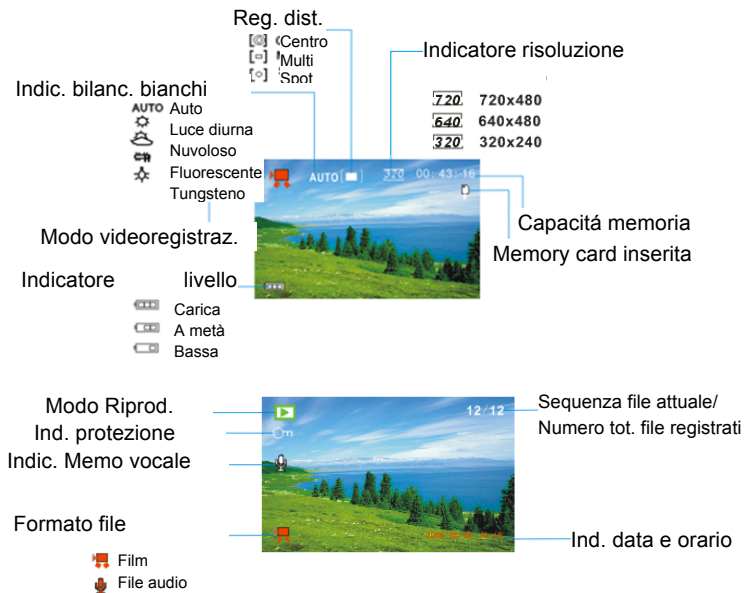 Reg. dist.
Centro
Multi
Spot
Indicatore risoluzione
720 720x480
640 640x480
320 320x240
Indic. bilanc. bianchi
AUTO Auto
Luce diurna
Nuvoloso
Fluorescente
Tungsteno
AUTO 320 00:43:16
Capacitá memoria
Memory card inserita
Modo videoregistraz.
Indicatore livello
Carica
A metà
Bassa
Modo Riprod.
Ind. protezione
Indic. Memo vocale
12/12
Sequenza file attuale/
Numero tot. file registrati
Formato file
Film
File audio
Ind. data e orario